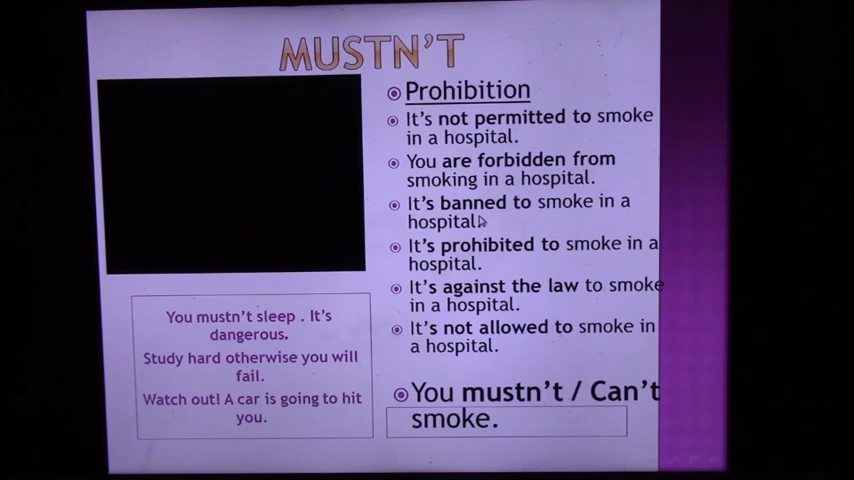 MUSTN'T
Prohibition
It's not permitted to smoke
in a hospital.
You are forbidden from
smoking in a hospital.
It's banned to smoke in a
hospital.
It's prohibited to smoke in a
hospital.
It's against the law to smoke
in a hospital.
It's not allowed to smoke in
a hospital.
You mustn't / Can't
smoke.
You mustn't sleep . It's
dangerous.
Study hard otherwise you will
fail.
Watch out! A car is going to hit
you.